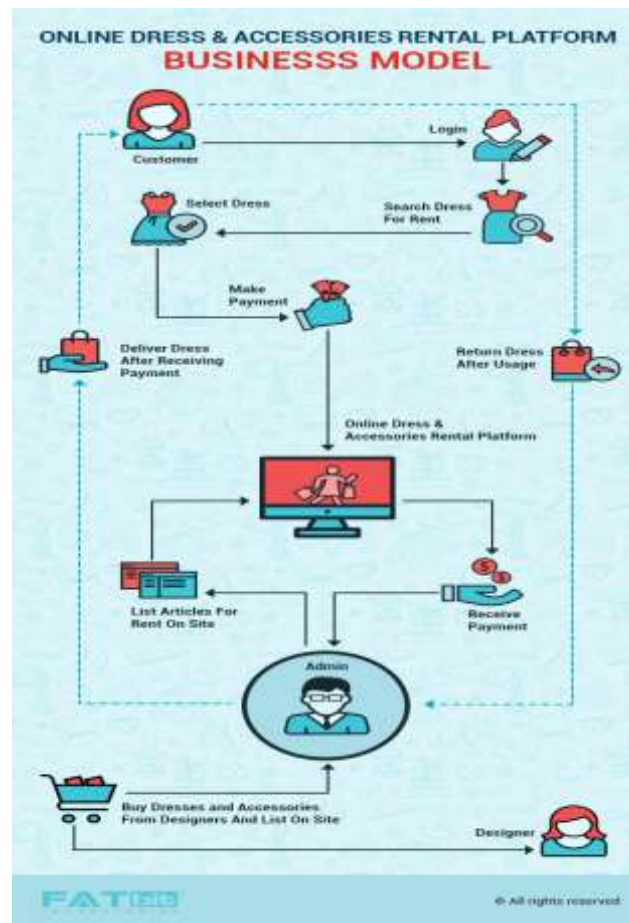 ONLINE DRESS & ACCESSORIES RENTAL PLATFORM
BUSINESSS MODEL
Customer
Login
Select Dress
Search Dress
For Rent
Make
Payment
Deliver Dress
After Receiving
Payment
Return Dress
After Usage
Online Dress &
Accessories Rental Platform
List Articles For
Rent On Site
$
$
Receive
Payment
Admin
Buy Dresses and Accessories
From Designers And List On Site
Designer
© All rights reserved